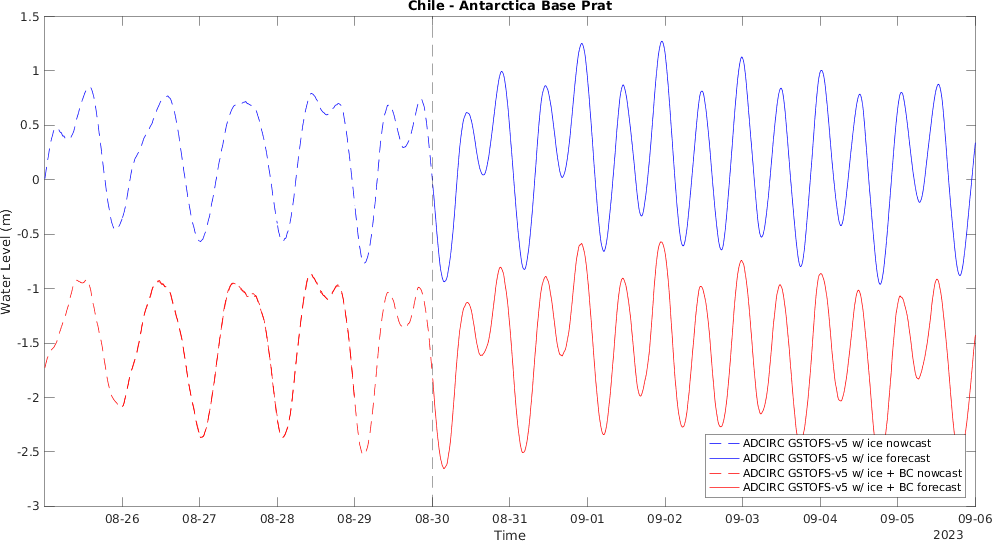 Chile - Antarctica Base Prat
1.5
1
0.5
0
-0.5
-1
-1.5
-2
-2.5
-3
Water Level (m)
ADCIRC GSTOFS-v5 w/ ice nowcast
ADCIRC GSTOFS-v5 w/ ice forecast
ADCIRC GSTOFS-v5 w/ ice + BC nowcast
ADCIRC GSTOFS-v5 w/ ice + BC forecast
08-26 08-27 08-28 08-29 08-30 08-31 09-01 09-02 09-03 09-04 09-05 09-06
Time
2023